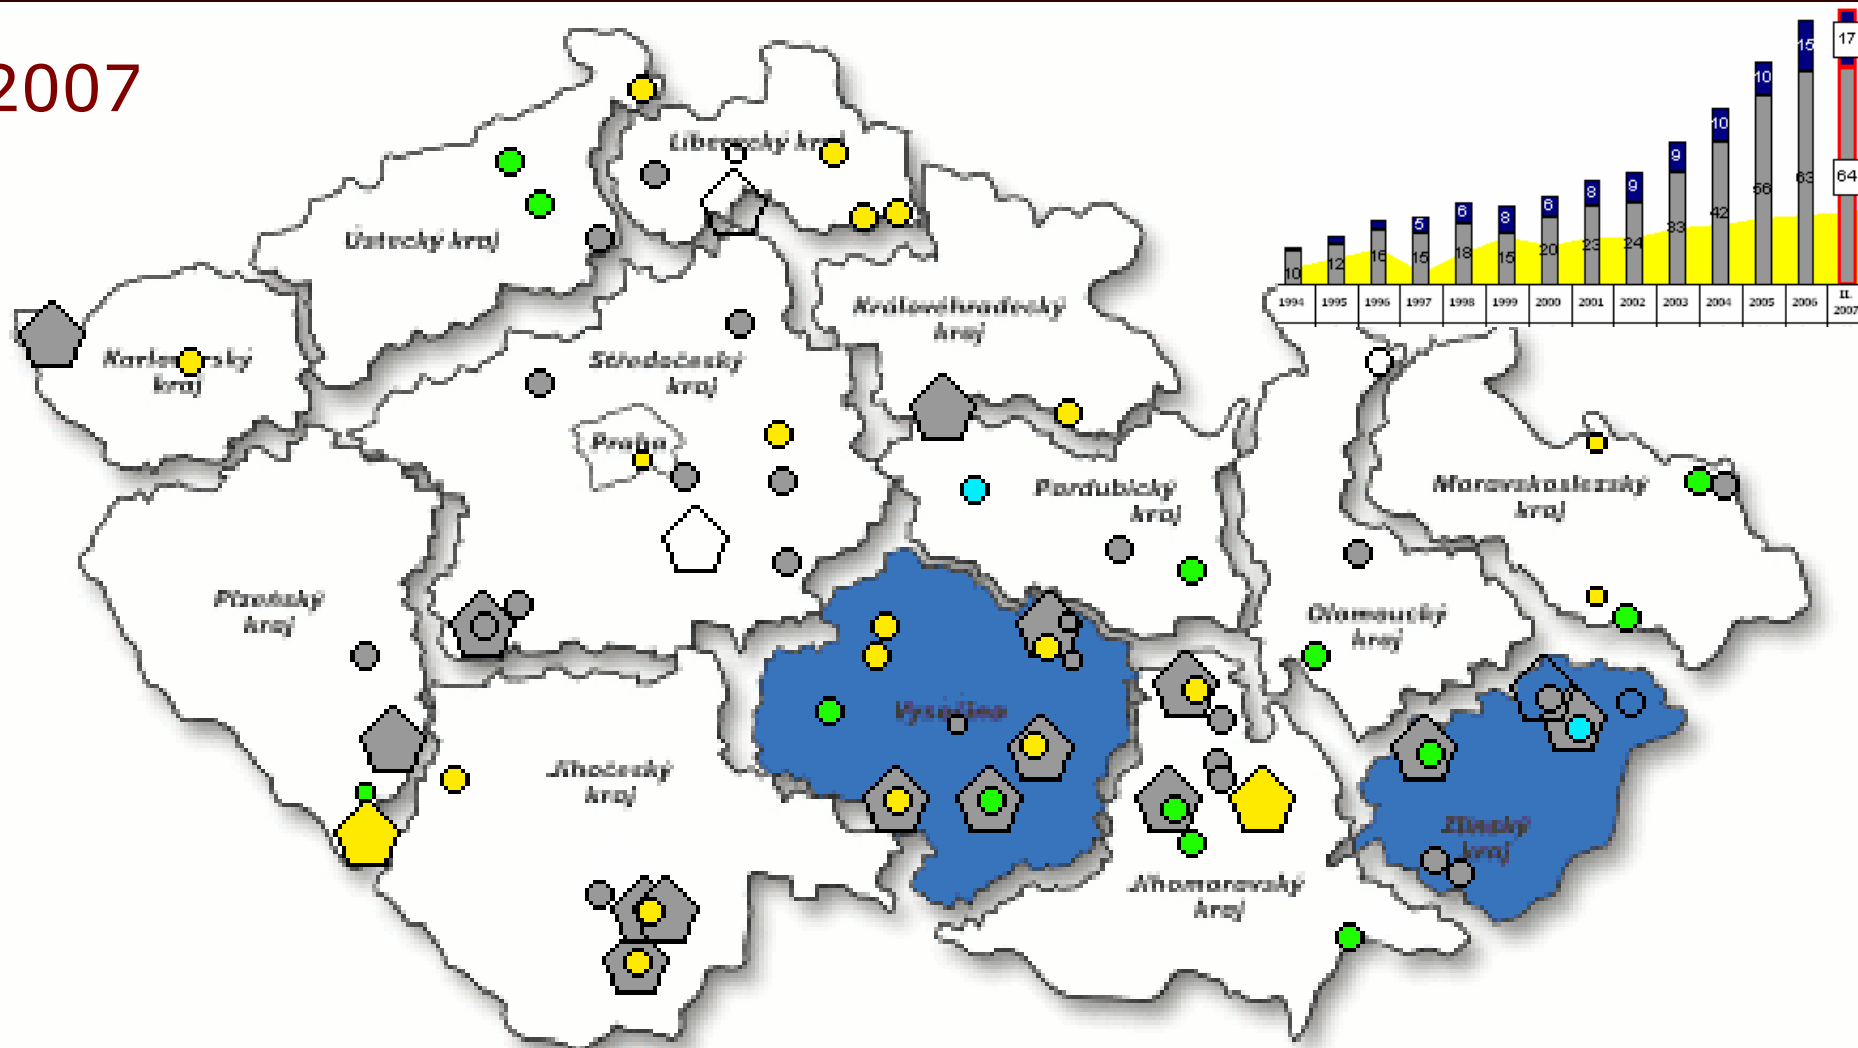 2007
Liberecký kraj
Ústecký kraj
Karlovarský
kraj
Středočeský
kraj
Praha
Královéhradecký
kraj
Pardubický
kraj
Moravskoslezský
kraj
Olomoucký
kraj
Plzeňský
kraj
Vysočina
Jihočeský
kraj
Jihomoravský
kraj
Zlínský
kraj
5 6 8 6 8 9 9 10 10 15 17
10 12 16 15 18 15 20 23 24 33 42 56 63 64
1994 1995 1996 1997 1998 1999 2000 2001 2002 2003 2004 2005 2006 II.
2007